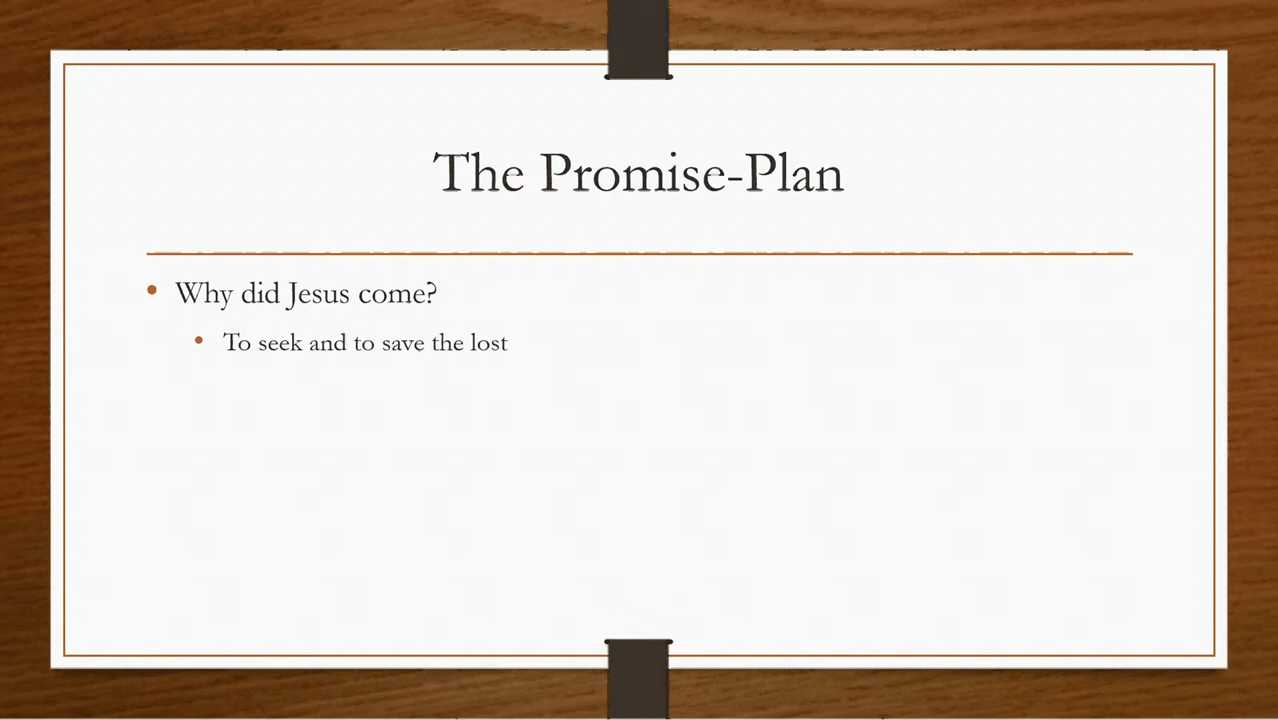 The Promise-Plan
Why did Jesus come?
To seek and to save the lost